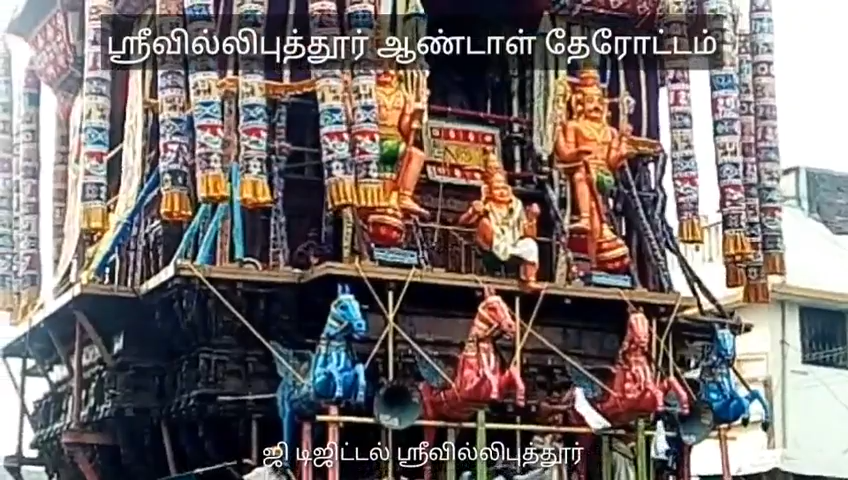 ஸ்ரீவில்லிபுத்தூர் ஆண்டாள் தேரோட்டம்
ஜி டிஜிட்டல் ஸ்ரீவில்லிபுத்தூர்